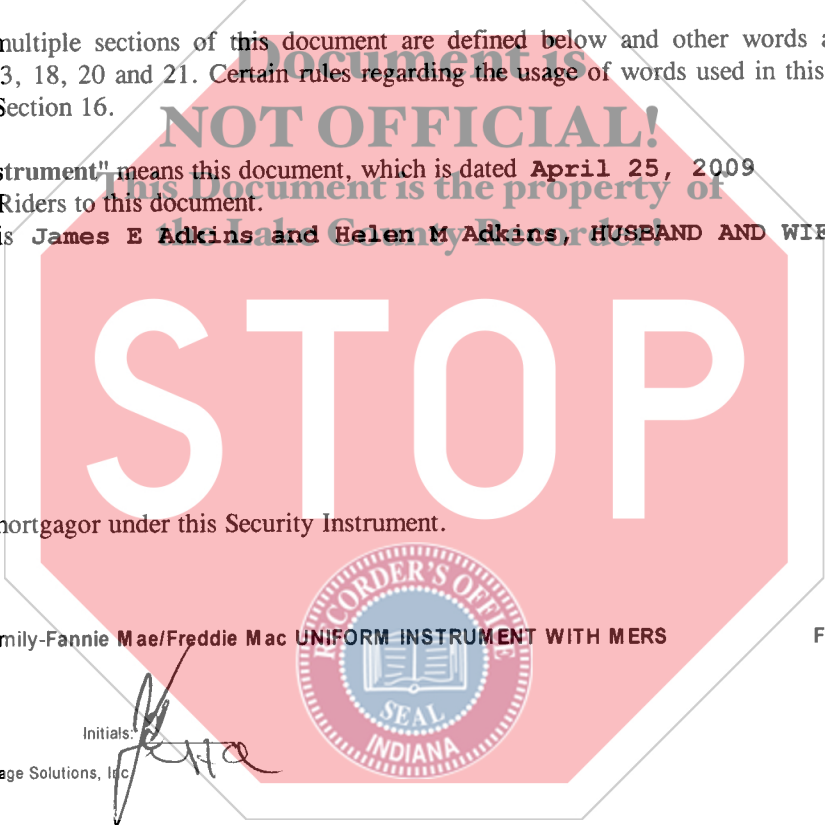 multiple sections of this document are defined below and other words a
Document is
3, 18, 20 and 21. Certain rules regarding the usage of words used in this
Section 16.
NOT OFFICIAL!
strument" means this document, which is dated April 25, 2009
This Document is the property of
Riders to this document.
is James E Adkins and Helen M Adkins, HUSBAND AND WIF
the Lake County Recorder!
STOP
mortgagor under this Security Instrument.
RECORDER'S OFFICE
mily-Fannie Mae/Freddie Mac UNIFORM INSTRUMENT WITH MERS
F
SEAL
INDIANA
Initials:
age Solutions, Inc.